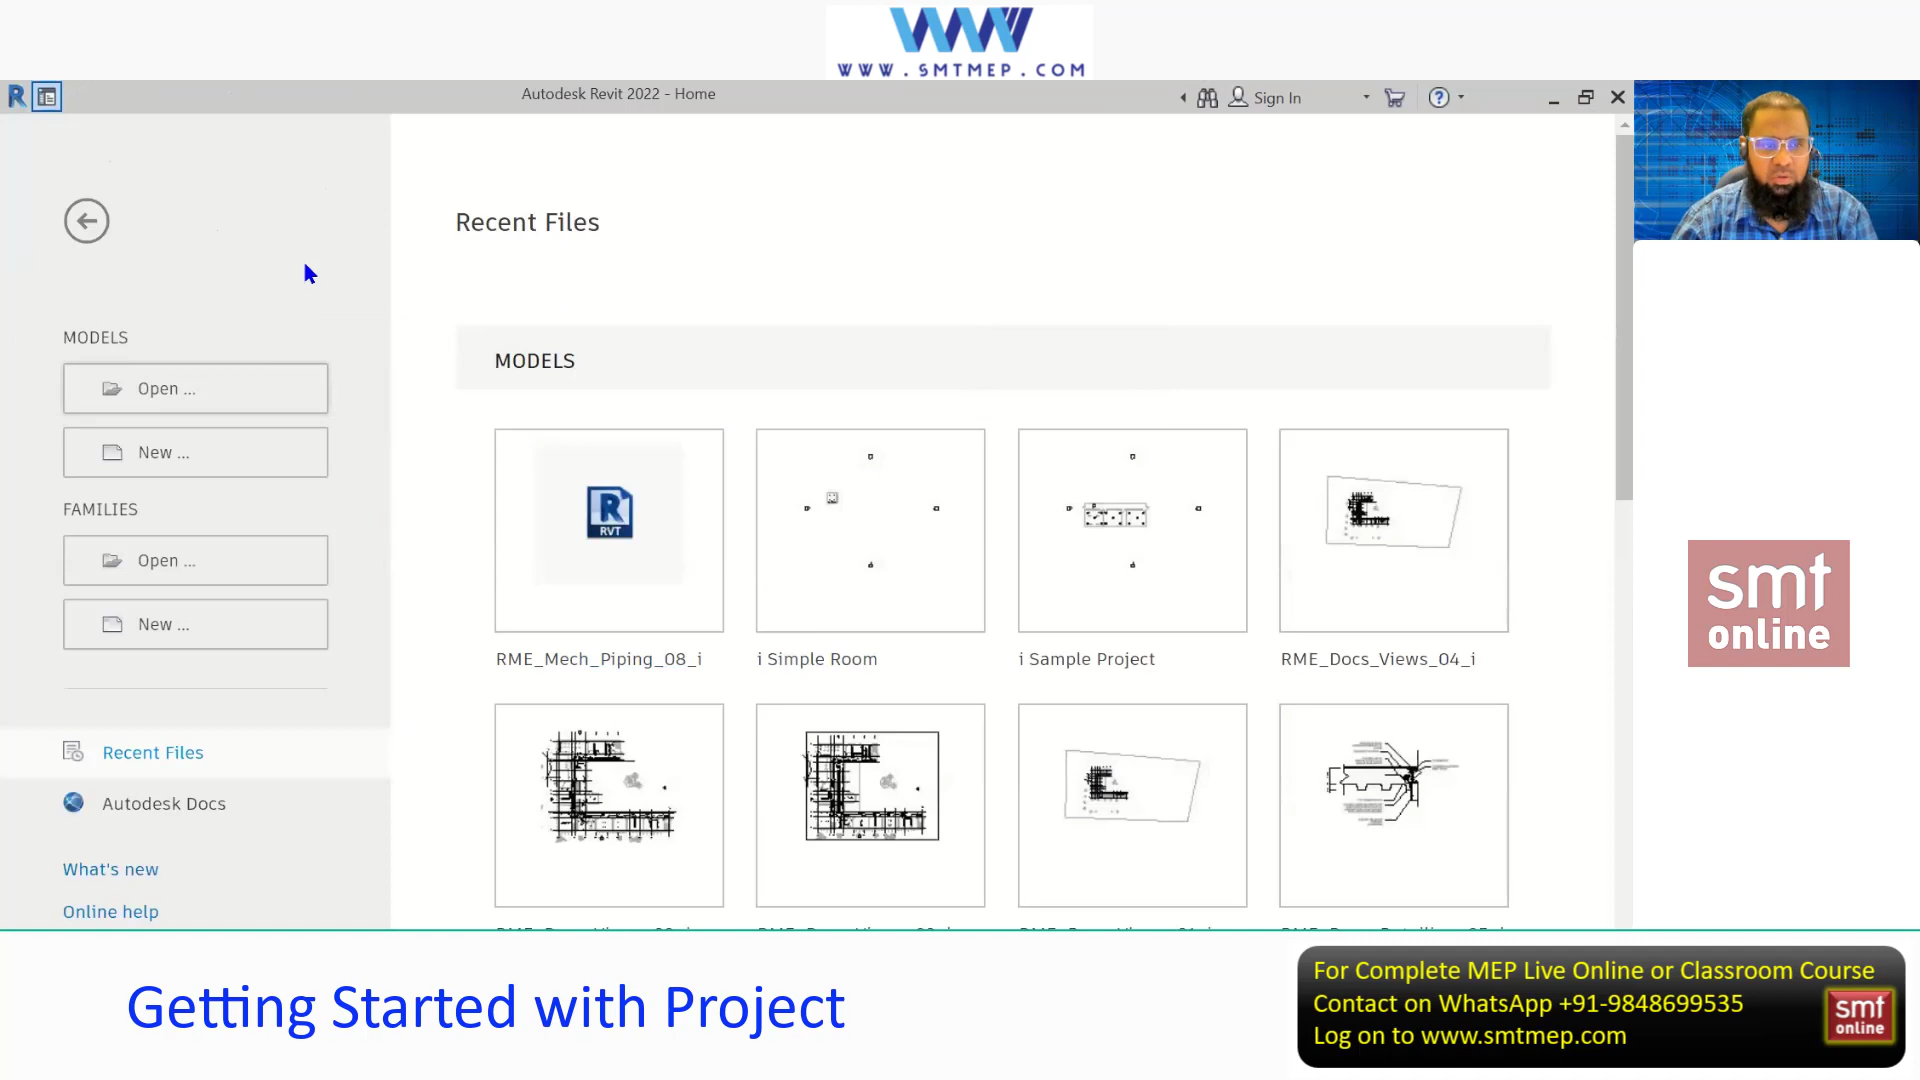 WWW.SMTMEP.COM
Autodesk Revit 2022 - Home
Sign In
Recent Files
MODELS
Open ...
New ...
FAMILIES
Open ...
New ...
Recent Files
Autodesk Docs
What's new
Online help
MODELS
R
RVT
RME_Mech_Piping_08_i
i Simple Room
i Sample Project
RME_Docs_Views_04_i
smt
online
Getting Started with Project
For Complete MEP Live Online or Classroom Course
Contact on WhatsApp +91-9848699535
Log on to www.smtmep.com
smt
online